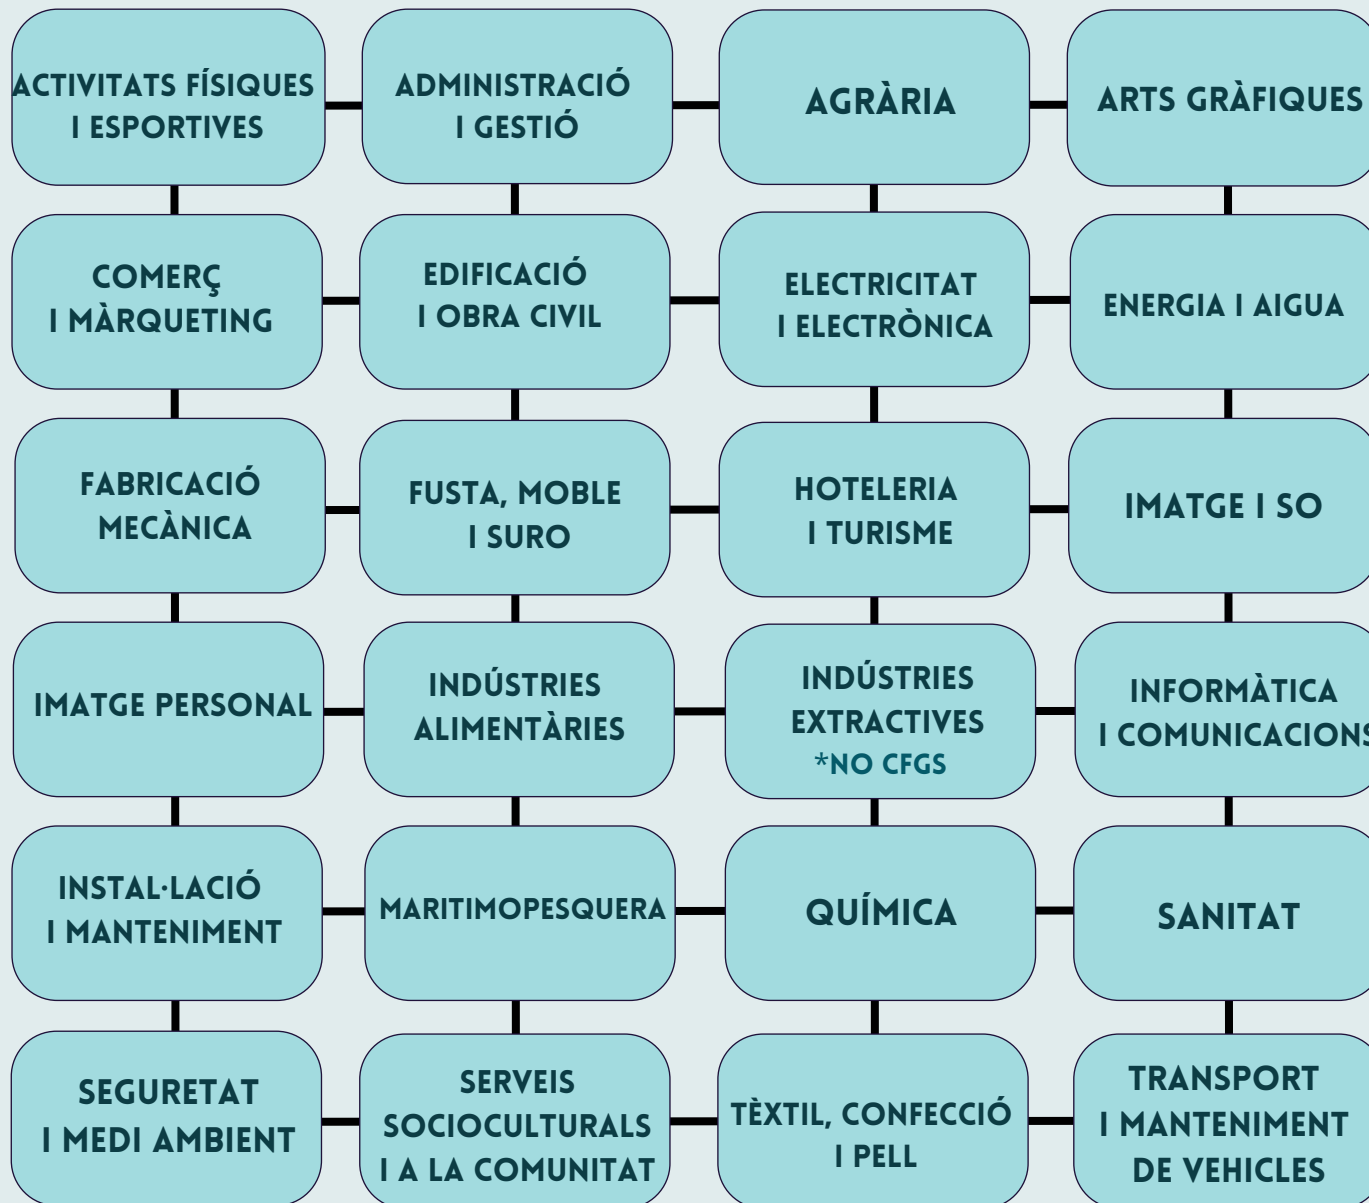 ACTIVITATS FÍSIQUES
I ESPORTIVES
ADMINISTRACIÓ
I GESTIÓ
AGRÀRIA
ARTS GRÀFIQUES
COMERÇ
I MÀRQUETING
EDIFICACIÓ
I OBRA CIVIL
ELECTRICITAT
I ELECTRÒNICA
ENERGIA I AIGUA
FABRICACIÓ
MECÀNICA
FUSTA, MOBLE
I SURO
HOTELERIA
I TURISME
IMATGE I SO
IMATGE PERSONAL
INDÚSTRIES
ALIMENTÀRIES
INDÚSTRIES
EXTRACTIVES
*NO CFGS
INFORMÀTICA
I COMUNICACIONS
INSTAL·LACIÓ
I MANTENIMENT
MARITIMOPESQUERA
QUÍMICA
SANITAT
SEGURETAT
I MEDI AMBIENT
SERVEIS
SOCIOCULTURALS
I A LA COMUNITAT
TÈXTIL, CONFECCIÓ
I PELL
TRANSPORT
I MANTENIMENT
DE VEHICLES